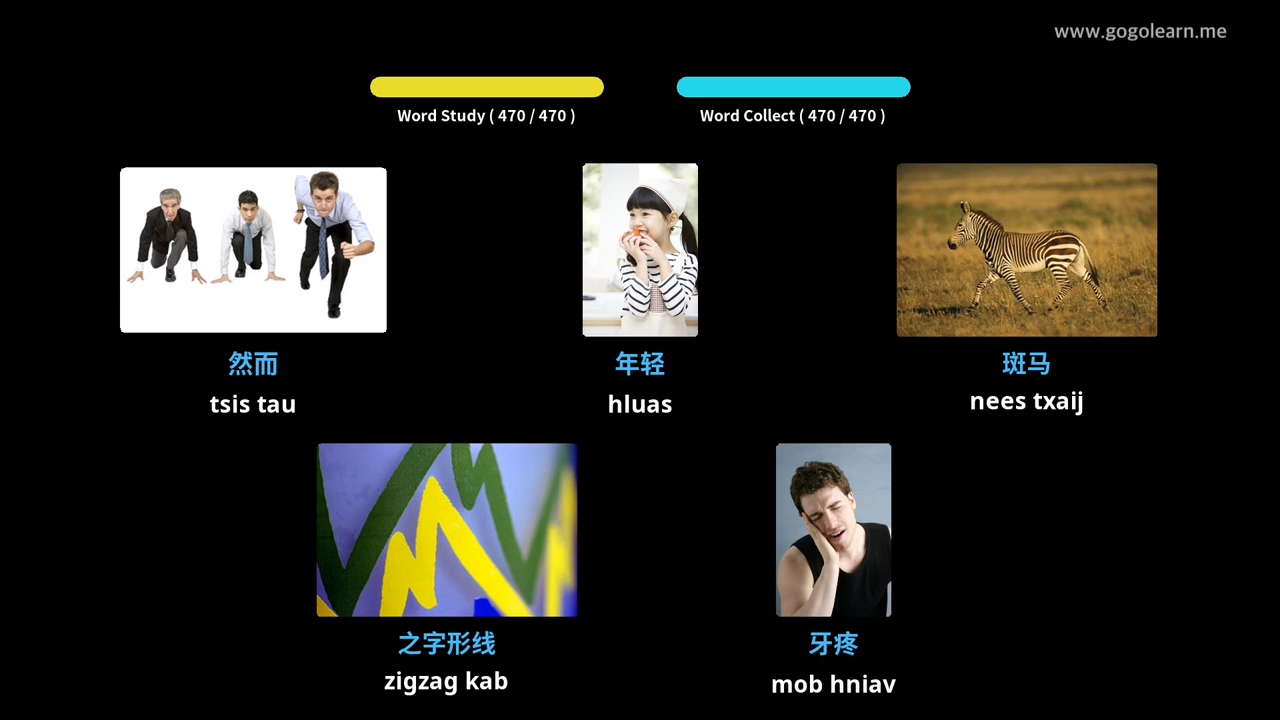 www.gogolearn.me
Word Study ( 470 / 470 )
Word Collect ( 470 / 470 )
然而
tsis tau
年轻
hluas
斑马
nees txaij
之字形线
zigzag kab
牙疼
mob hniav